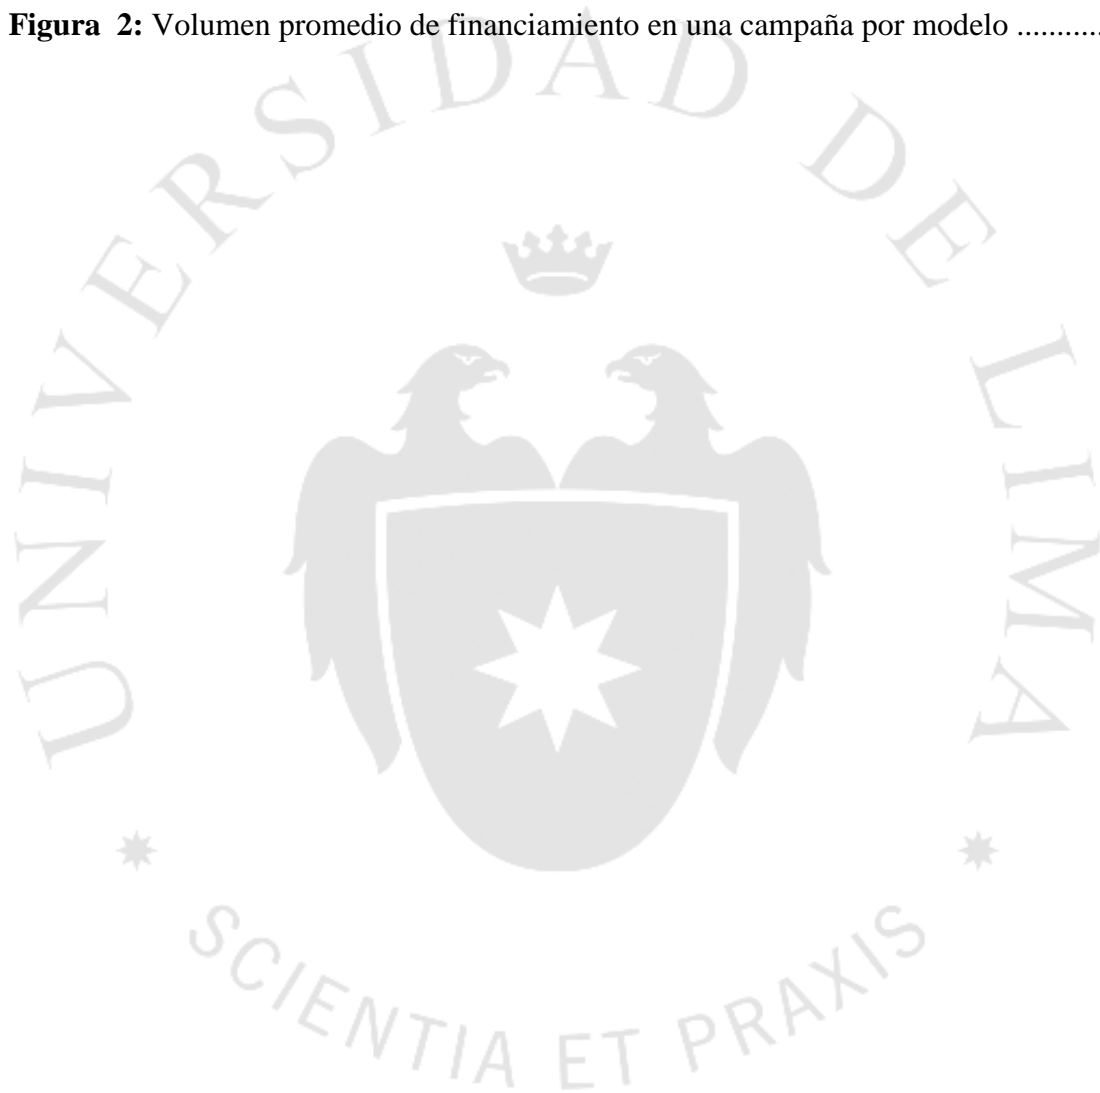 Figura 2: Volumen promedio de financiamiento en una campaña por modelo ...........
UNIVERSIDAD DE LIMA
SCIENTIA ET PRAXIS